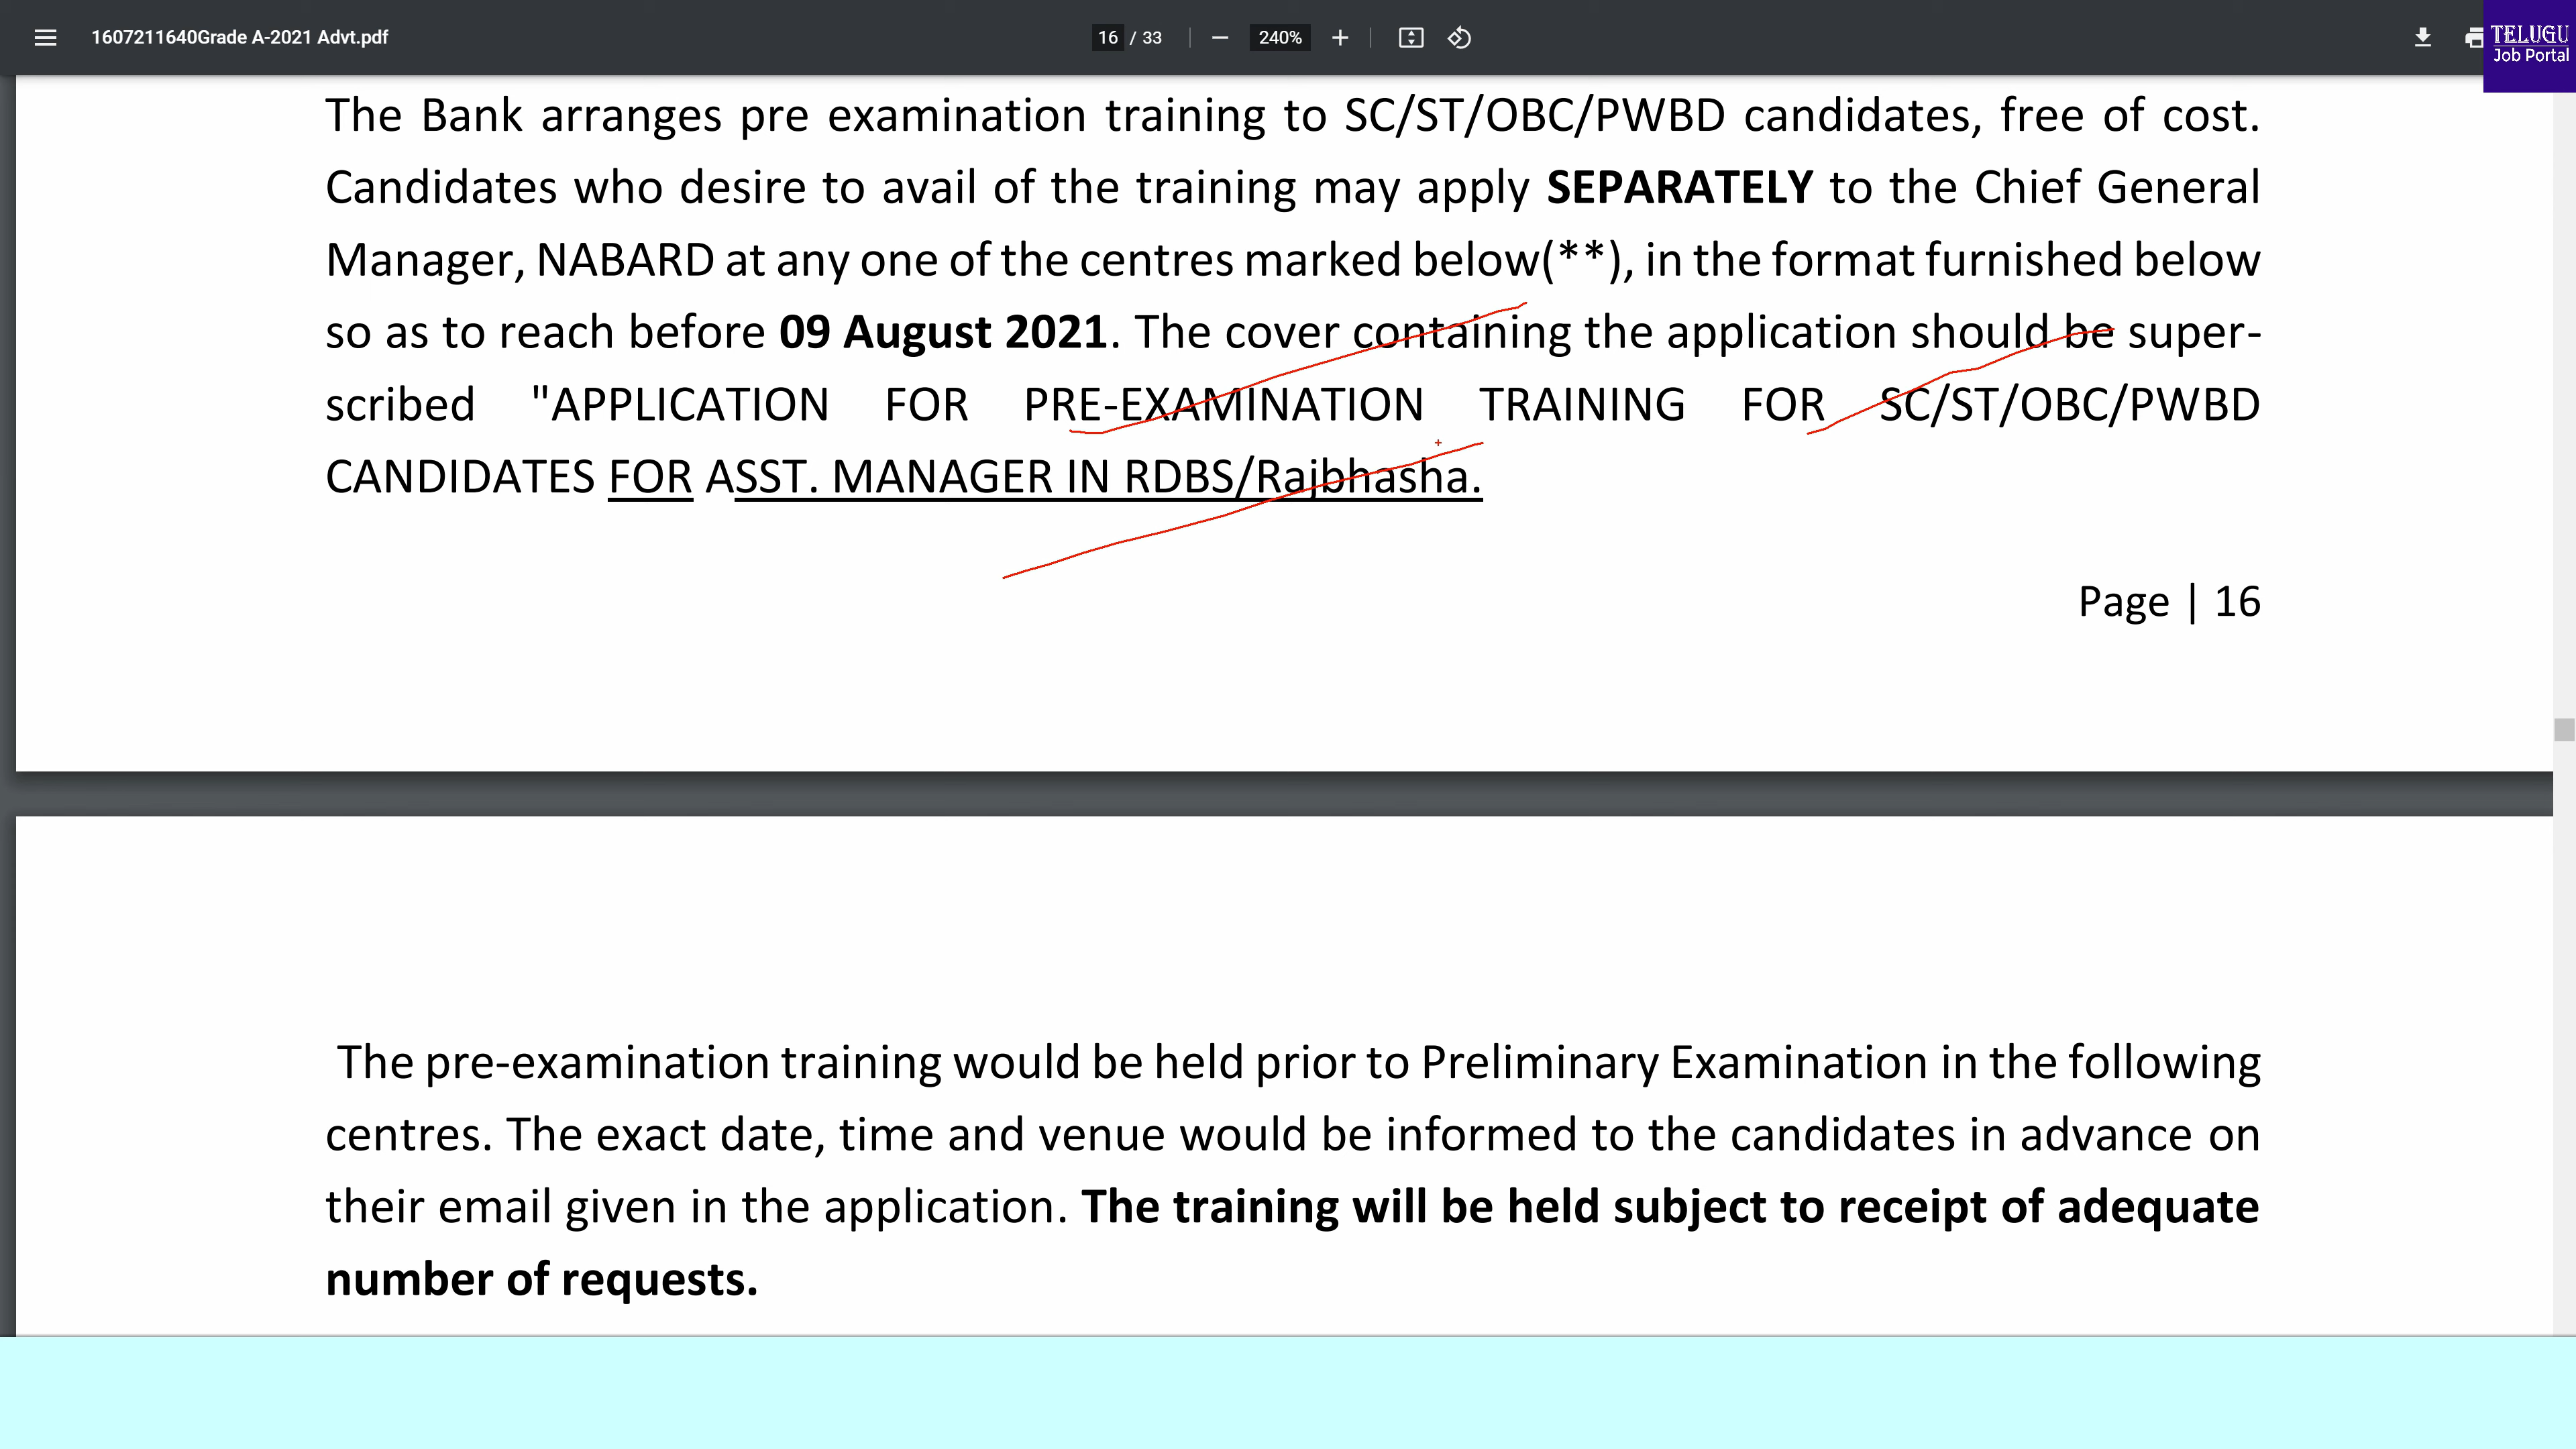 1607211640Grade A-2021 Advt.pdf
16 / 33
240%
TELUGU
Job Portal
The Bank arranges pre examination training to SC/ST/OBC/PWBD candidates, free of cost.
Candidates who desire to avail of the training may apply SEPARATELY to the Chief General
Manager, NABARD at any one of the centres marked below(**), in the format furnished below
so as to reach before 09 August 2021. The cover containing the application should be super-
scribed "APPLICATION FOR PRE-EXAMINATION TRAINING FOR SC/ST/OBC/PWBD
CANDIDATES FOR ASST. MANAGER IN RDBS/Rajbhasha.
Page | 16
The pre-examination training would be held prior to Preliminary Examination in the following
centres. The exact date, time and venue would be informed to the candidates in advance on
their email given in the application. The training will be held subject to receipt of adequate
number of requests.